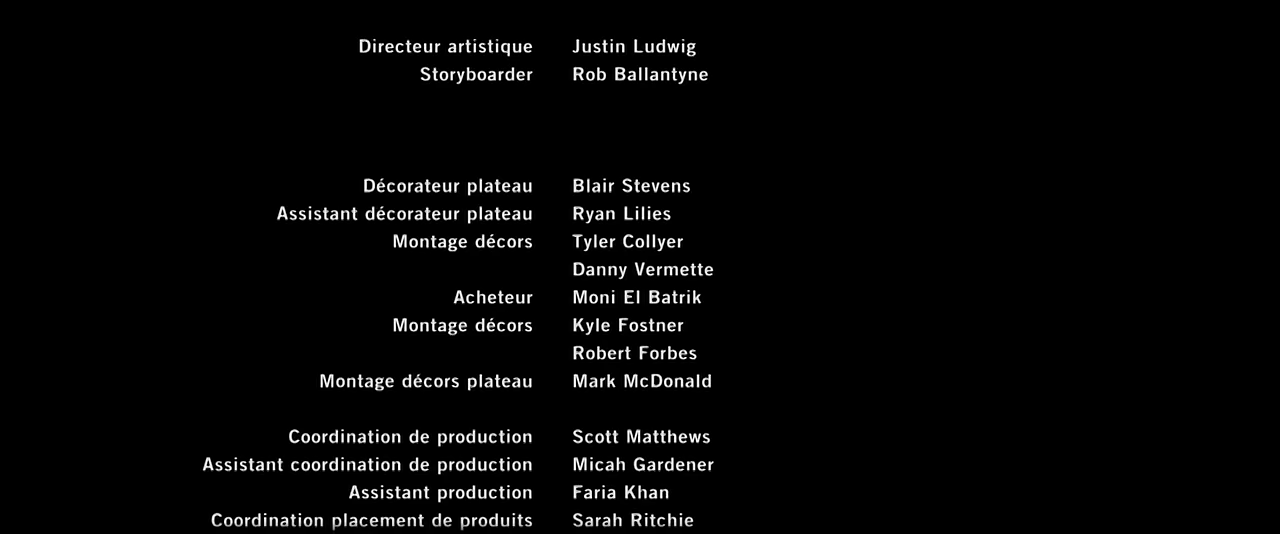 Directeur artistique Justin Ludwig
Storyboarder Rob Ballantyne
Décorateur plateau Blair Stevens
Assistant décorateur plateau Ryan Lilies
Montage décors Tyler Collyer
Danny Vermette
Acheteur Moni El Batrik
Montage décors Kyle Fostner
Robert Forbes
Montage décors plateau Mark McDonald
Coordination de production Scott Matthews
Assistant coordination de production Micah Gardener
Assistant production Faria Khan
Coordination placement de produits Sarah Ritchie